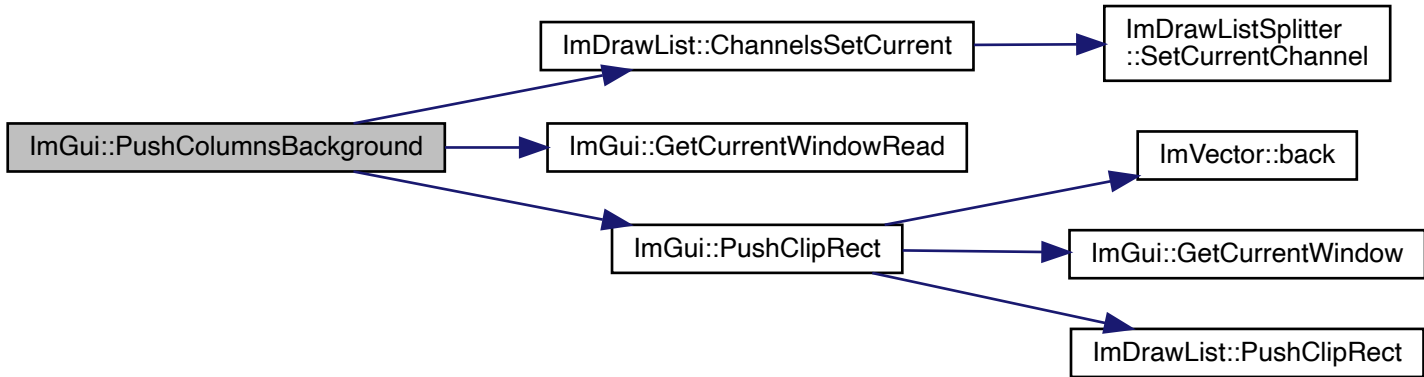 ImGui::PushColumnsBackground
ImDrawList::ChannelsSetCurrent
ImDrawListSplitter
::SetCurrentChannel
ImGui::GetCurrentWindowRead
ImGui::PushClipRect
ImVector::back
ImGui::GetCurrentWindow
ImDrawList::PushClipRect